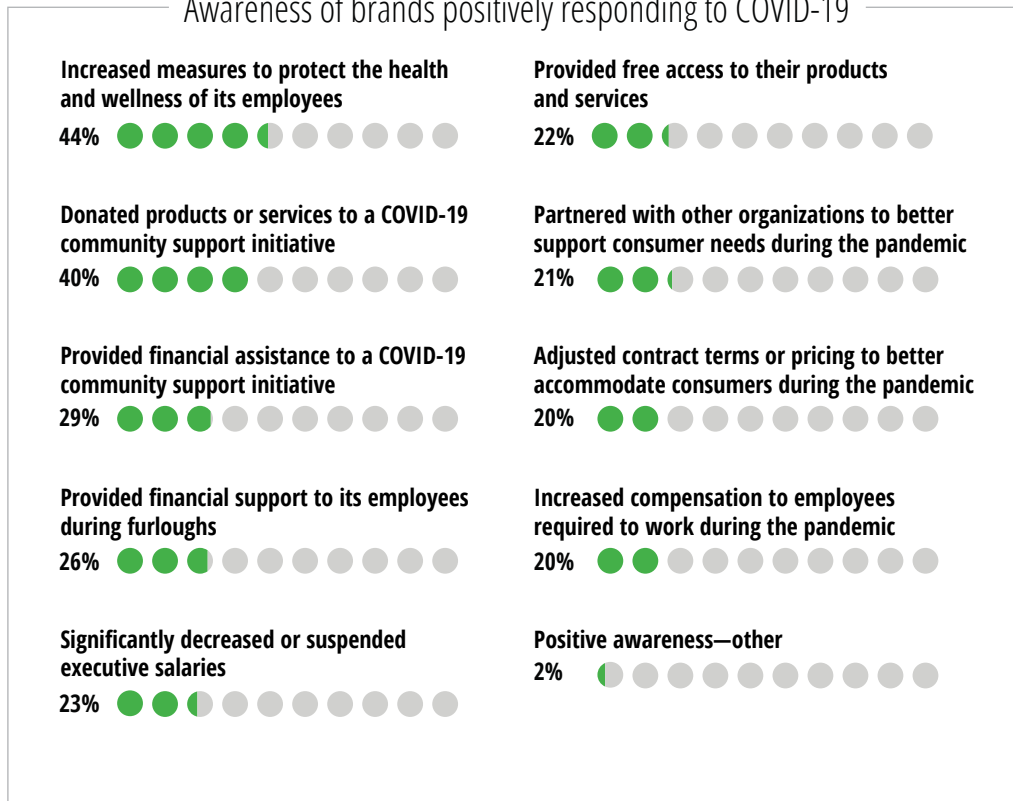 Awareness of brands positively responding to COVID-19
Increased measures to protect the health
and wellness of its employees
44%
Donated products or services to a COVID-19
community support initiative
40%
Provided financial assistance to a COVID-19
community support initiative
29%
Provided financial support to its employees
during furloughs
26%
Significantly decreased or suspended
executive salaries
23%
Provided free access to their products
and services
22%
Partnered with other organizations to better
support consumer needs during the pandemic
21%
Adjusted contract terms or pricing to better
accommodate consumers during the pandemic
20%
Increased compensation to employees
required to work during the pandemic
20%
Positive awareness—other
2%